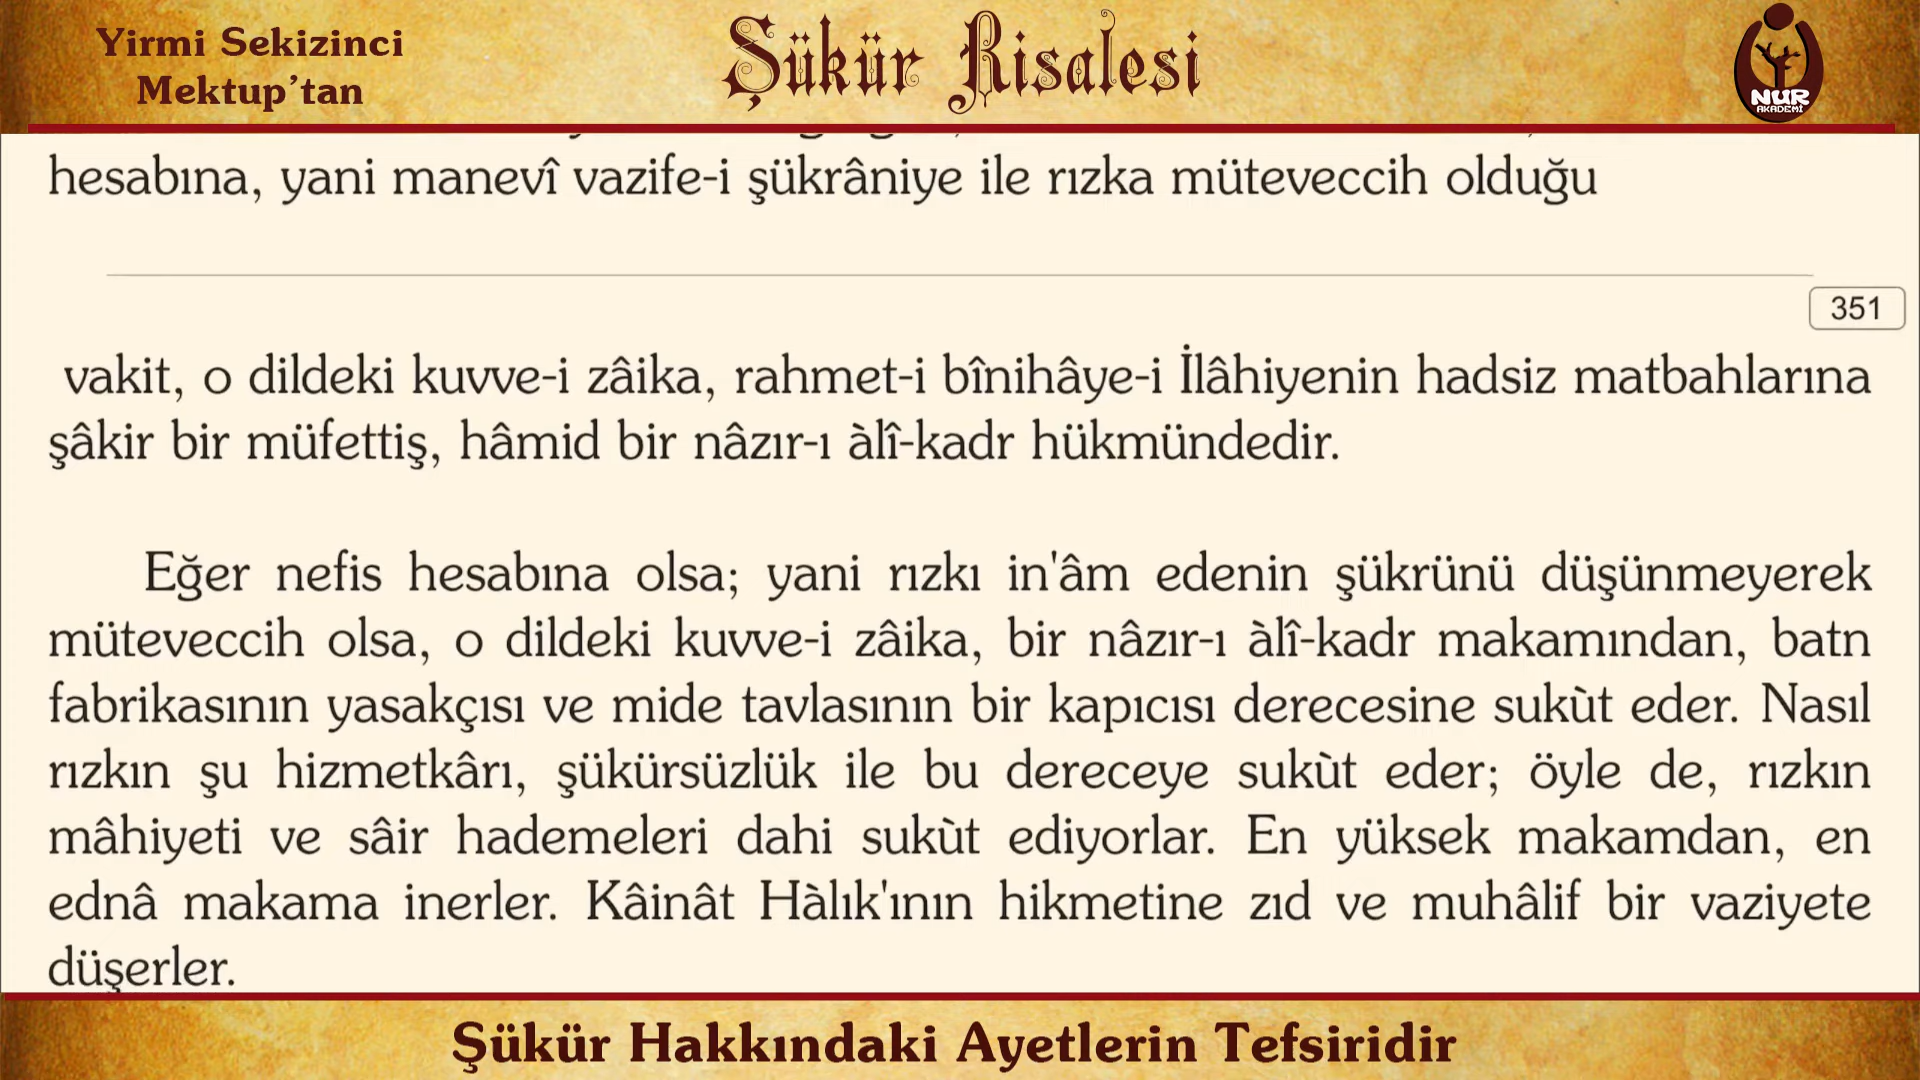 Yirmi Sekizinci
Mektup’tan
Şükür Risalesi
NUR
AKADEMİ
hesabına, yani manevî vazife-i şükrâniye ile rızka müteveccih olduğu
351
vakit, o dildeki kuvve-i zâika, rahmet-i bînihâye-i İlâhiyenin hadsiz matbahlarına
şâkir bir müfettiş, hâmid bir nâzır-ı àlî-kadr hükmündedir.
Eğer nefis hesabına olsa; yani rızkı in'âm edenin şükrünü düşünmeyerek
müteveccih olsa, o dildeki kuvve-i zâika, bir nâzır-ı àlî-kadr makamından, batn
fabrikasının yasakçısı ve mide tavlasının bir kapıcısı derecesine sukùt eder. Nasıl
rızkın şu hizmetkârı, şükürsüzlük ile bu dereceye sukùt eder; öyle de, rızkın
mâhiyeti ve sâir hademeleri dahi sukùt ediyorlar. En yüksek makamdan, en
ednâ makama inerler. Kâinât Hàlık'ının hikmetine zıd ve muhâlif bir vaziyete
düşerler.
Şükür Hakkındaki Ayetlerin Tefsiridir